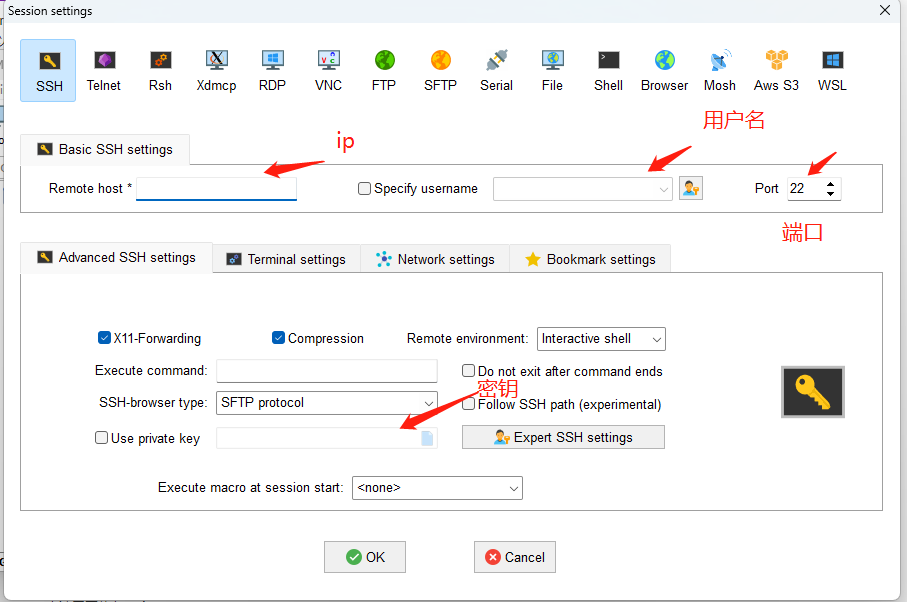 Session settings
SSH Telnet Rsh Xdmcp RDP VNC FTP SFTP Serial File Shell Browser Mosh Aws S3 WSL
用户名
ip
Basic SSH settings
Remote host * Specify username Port 22
端口
Advanced SSH settings Terminal settings Network settings Bookmark settings
X11-Forwarding Compression Remote environment: Interactive shell
Execute command: Do not exit after command ends
密钥
SSH-browser type: SFTP protocol Follow SSH path (experimental)
Use private key Expert SSH settings
Execute macro at session start: <none>
OK Cancel